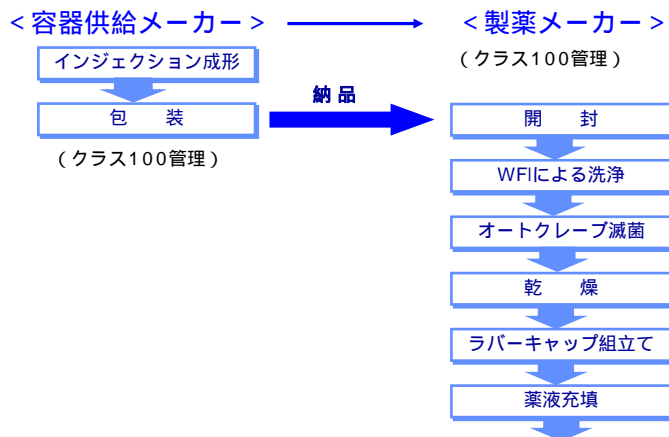 <容器供給メーカー>
インジェクション成形
包　装
(クラス100管理)
納品
<製薬メーカー>
(クラス100管理)
開　封
WFIによる洗浄
オートクレーブ滅菌
乾　燥
ラバーキャップ組立て
薬液充填